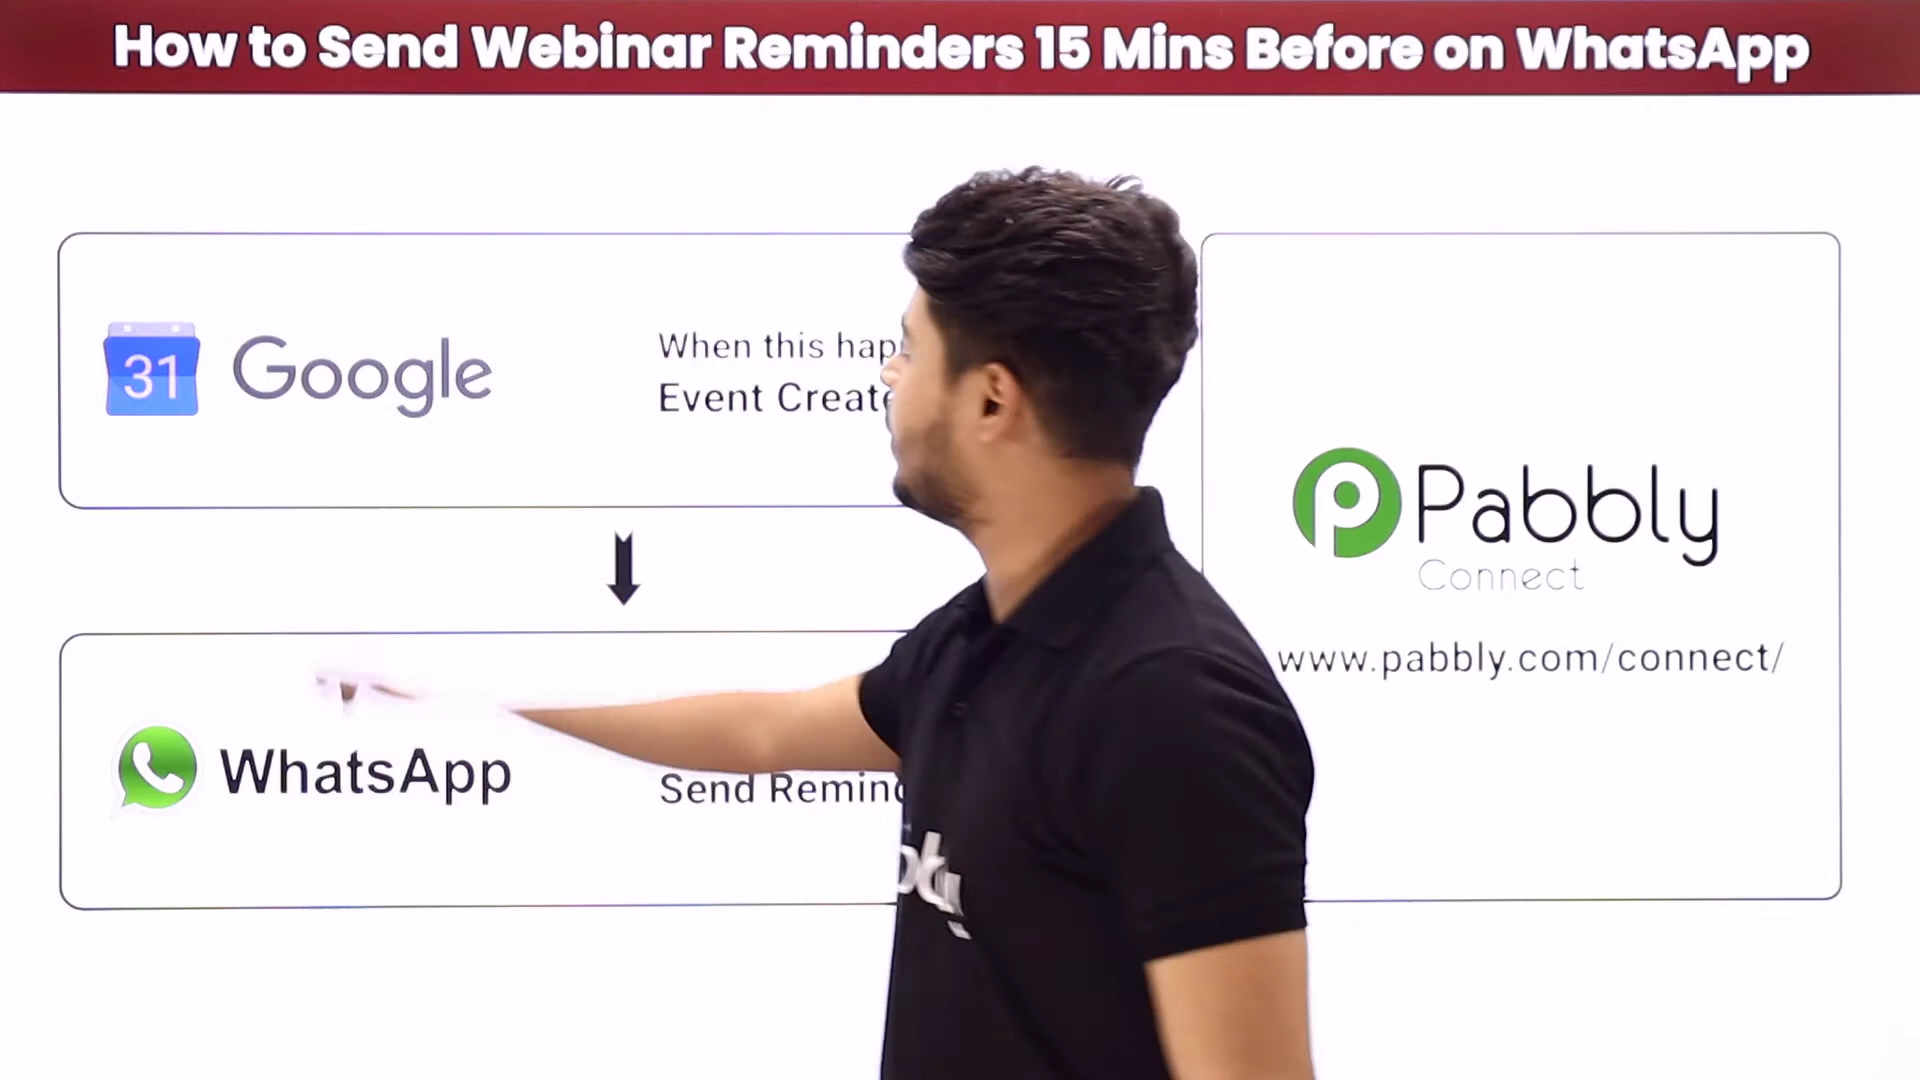 How to Send Webinar Reminders 15 Mins Before on WhatsApp
31 Google
When this hap
Event Create
WhatsApp
Send Remin
Pabbly
Connect
www.pabbly.com/connect/